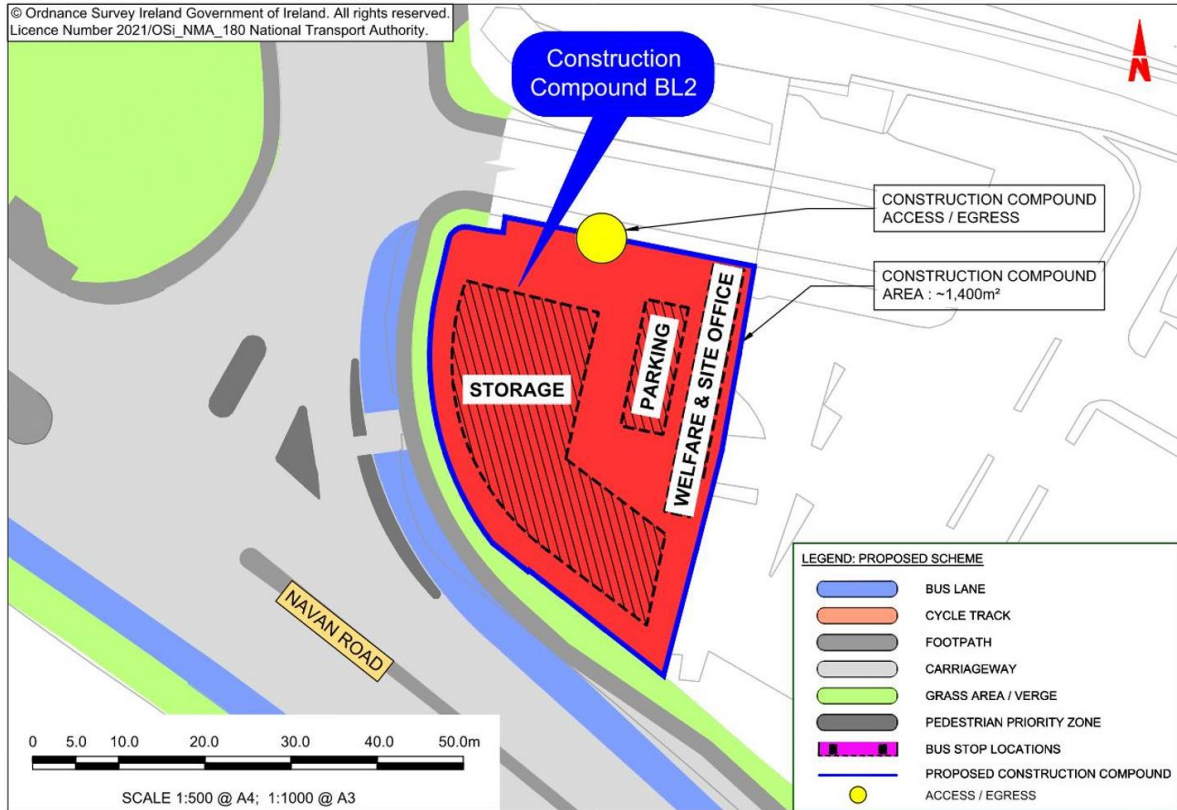 © Ordnance Survey Ireland Government of Ireland. All rights reserved.
Licence Number 2021/OSi_NMA_180 National Transport Authority.
Construction
Compound BL2
N
CONSTRUCTION COMPOUND
ACCESS / EGRESS
CONSTRUCTION COMPOUND
AREA : ~1,400m²
STORAGE
PARKING
WELFARE & SITE OFFICE
NAVAN ROAD
0 5.0 10.0 20.0 30.0 40.0 50.0m
SCALE 1:500 @ A4; 1:1000 @ A3
LEGEND: PROPOSED SCHEME
BUS LANE
CYCLE TRACK
FOOTPATH
CARRIAGEWAY
GRASS AREA / VERGE
PEDESTRIAN PRIORITY ZONE
BUS STOP LOCATIONS
PROPOSED CONSTRUCTION COMPOUND
ACCESS / EGRESS